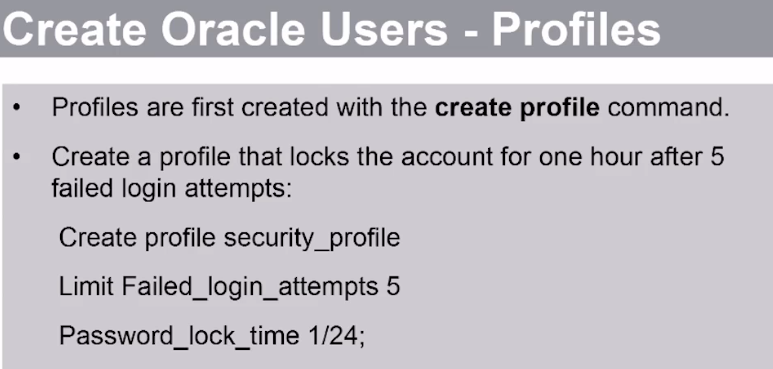 Create Oracle Users - Profiles
• Profiles are first created with the create profile command.
• Create a profile that locks the account for one hour after 5
failed login attempts:
Create profile security_profile
Limit Failed_login_attempts 5
Password_lock_time 1/24;